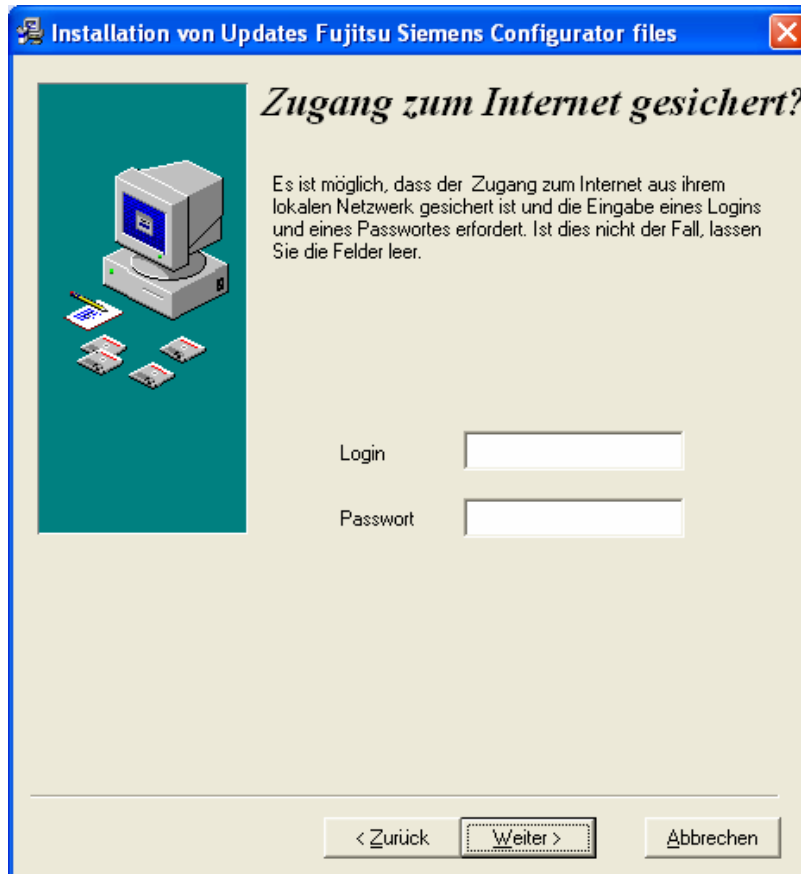 Installation von Updates Fujitsu Siemens Configurator files
Zugang zum Internet gesichert?
Es ist möglich, dass der Zugang zum Internet aus ihrem
lokalen Netzwerk gesichert ist und die Eingabe eines Logins
und eines Passwortes erfordert. Ist dies nicht der Fall, lassen
Sie die Felder leer.
Login
Passwort
< Zurück
Weiter >
Abbrechen